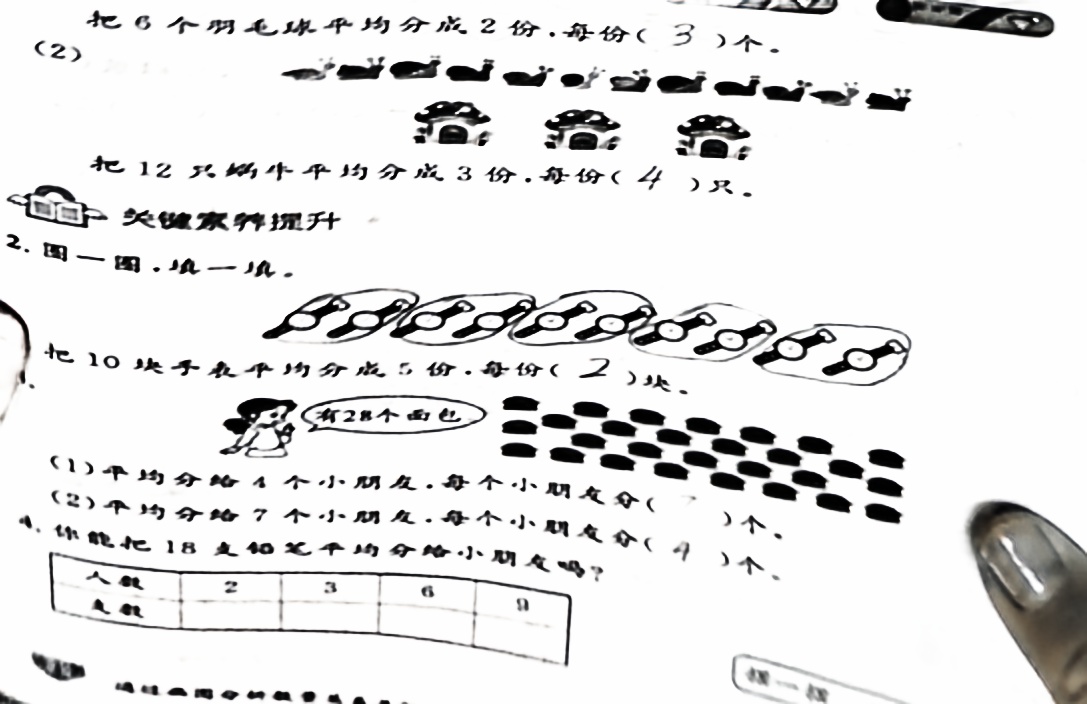 把6个羽毛球平均分成2份,每份( 3 )个。
(2)
把12只蜗牛平均分成3份,每份( 4 )只。
关键素养提升
2. 圈一圈,填一填。
把10块手表平均分成5份,每份( 2 )块。
有28个面包
(1)平均分给4个小朋友,每个小朋友分( )个。
(2)平均分给7个小朋友,每个小朋友分( 4 )个。
4. 你能把18支铅笔平均分给小朋友吗?
人数 2 3 6 9
支数